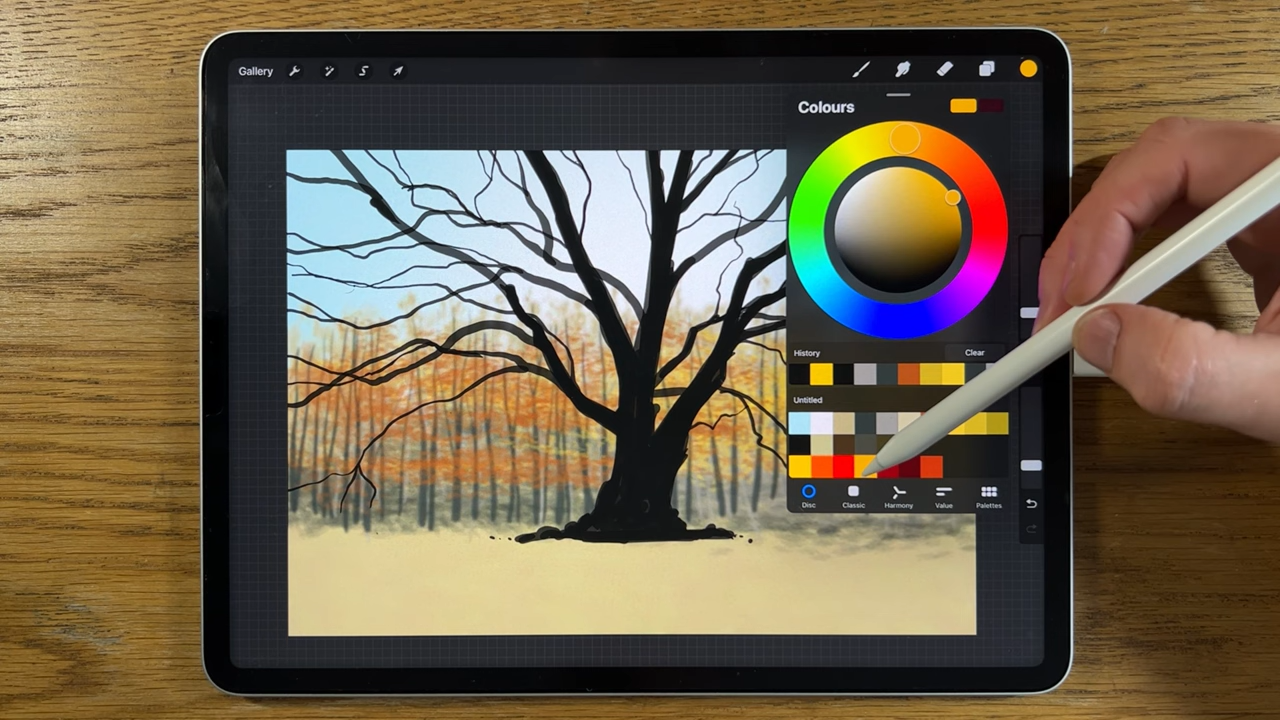 Gallery
Colours
History Clear
Untitled
Disc Classic Harmony Value Palettes